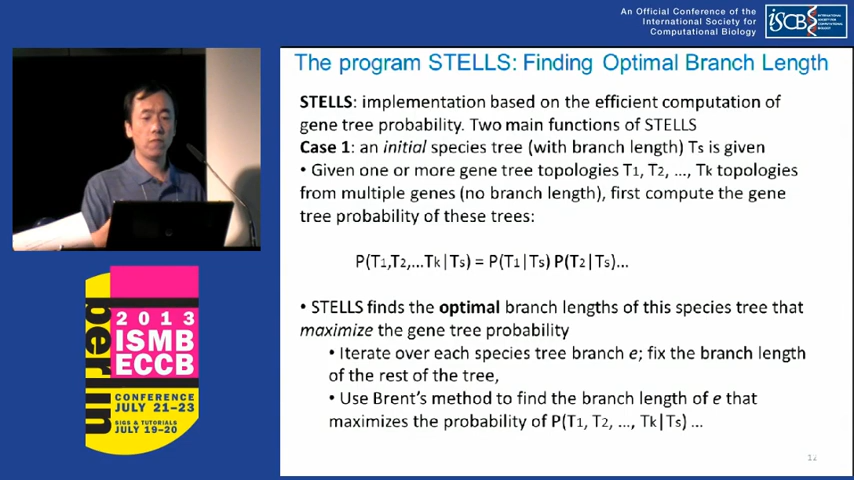 An Official Conference of the
International Society for
Computational Biology
iSCB
INTERNATIONAL
SOCIETY FOR
COMPUTATIONAL
BIOLOGY
The program STELLS: Finding Optimal Branch Length
STELLS: implementation based on the efficient computation of
gene tree probability. Two main functions of STELLS
Case 1: an initial species tree (with branch length) Ts is given
• Given one or more gene tree topologies T1, T2, ..., Tk topologies
from multiple genes (no branch length), first compute the gene
tree probability of these trees:
P(T1,T2,...Tk|Ts) = P(T1|Ts) P(T2|Ts)...
• STELLS finds the optimal branch lengths of this species tree that
maximize the gene tree probability
• Iterate over each species tree branch e; fix the branch length
of the rest of the tree,
• Use Brent's method to find the branch length of e that
maximizes the probability of P(T1, T2, ..., Tk|Ts) ...
12
berlin
2013
ISMB
ECCB
CONFERENCE
JULY 21–23
SIGS & TUTORIALS
JULY 19–20